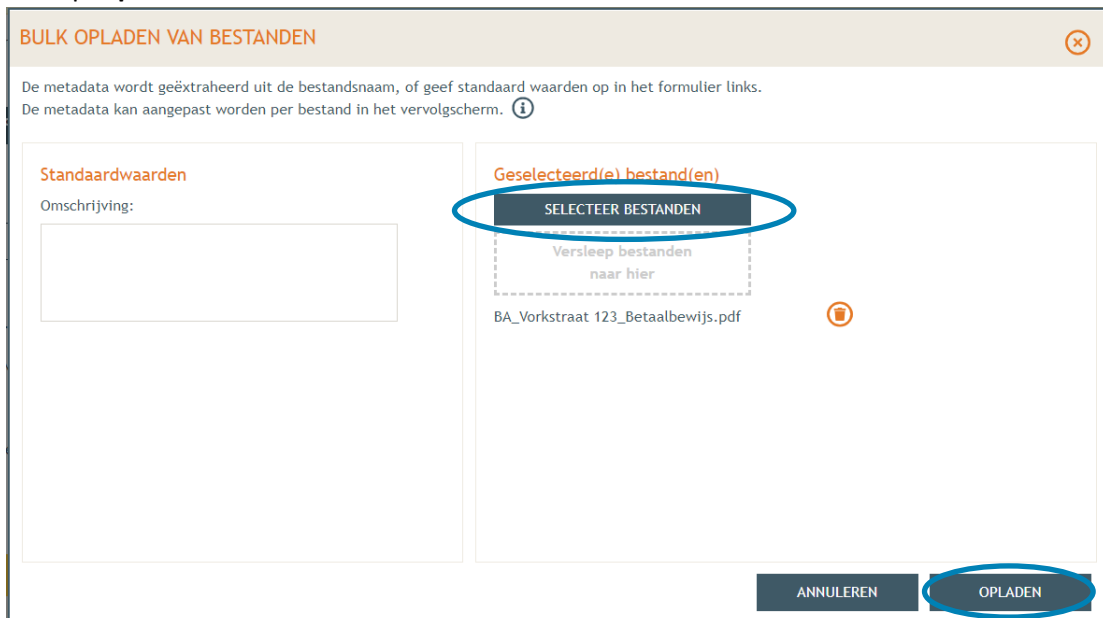 BULK OPLADEN VAN BESTANDEN
De metadata wordt geëxtraheerd uit de bestandsnaam, of geef standaard waarden op in het formulier links.
De metadata kan aangepast worden per bestand in het vervolgscherm.
Standaardwaarden
Omschrijving:
Geselecteerd(e) bestand(en)
SELECTEER BESTANDEN
Versleep bestanden
naar hier
BA_Vorkstraat 123_Betaalbewijs.pdf
ANNULEREN
OPLADEN